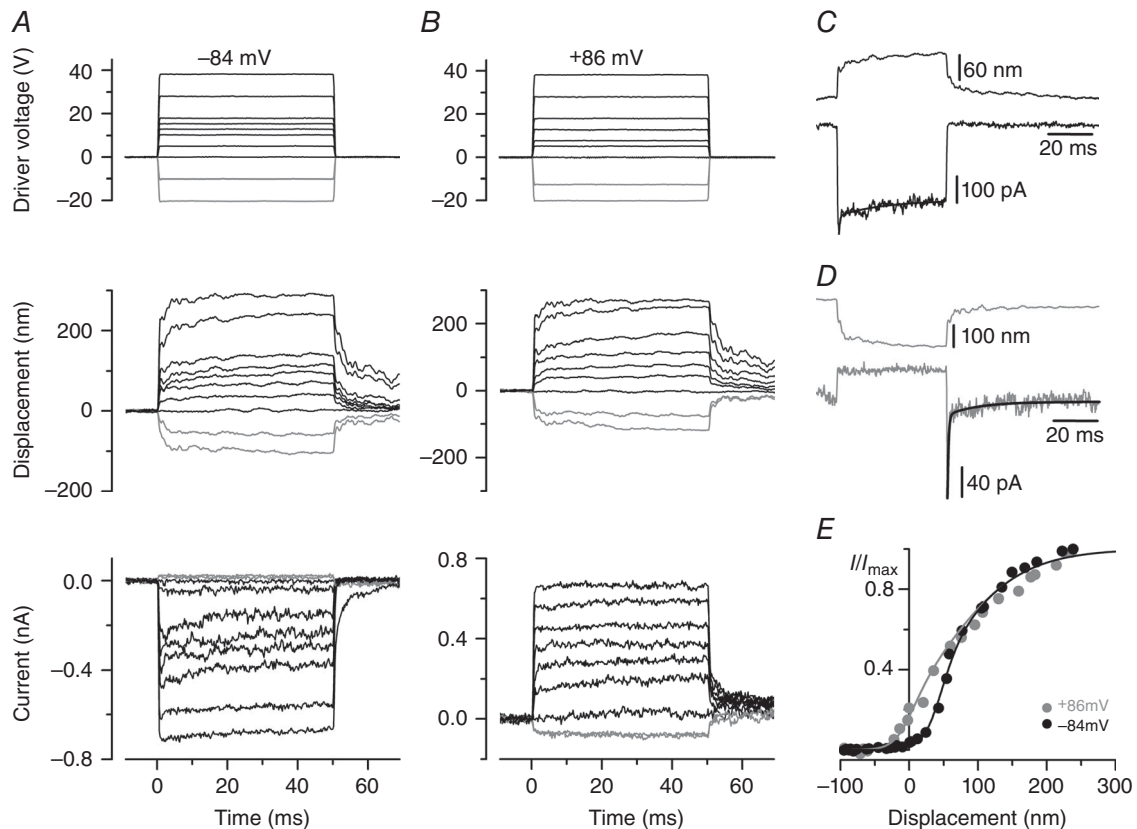 A
–84 mV
Driver voltage (V)
40
20
0
–20
Displacement (nm)
200
0
–200
Current (nA)
0.0
–0.4
–0.8
0
20
40
60
Time (ms)
B
+86 mV
40
20
0
–20
200
0
–200
0.8
0.4
0.0
0
20
40
60
Time (ms)
C
60 nm
20 ms
100 pA
D
100 nm
20 ms
40 pA
E
I/Imax
0.8
0.4
+86mV
–84mV
–100
0
100
200
300
Displacement (nm)